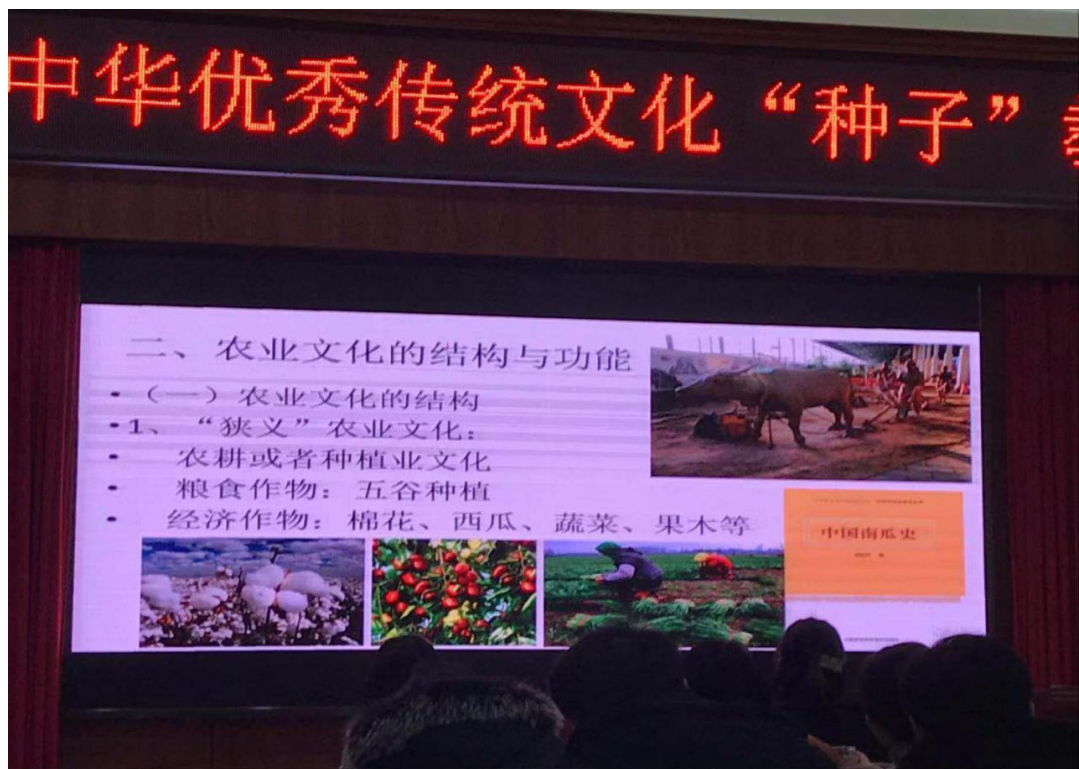 中华优秀传统文化“种子”
二、农业文化的结构与功能
•（一）农业文化的结构
•1、“狭义”农业文化：
• 农耕或者种植业文化
• 粮食作物：五谷种植
• 经济作物：棉花、西瓜、蔬菜、果木等
中国南瓜史